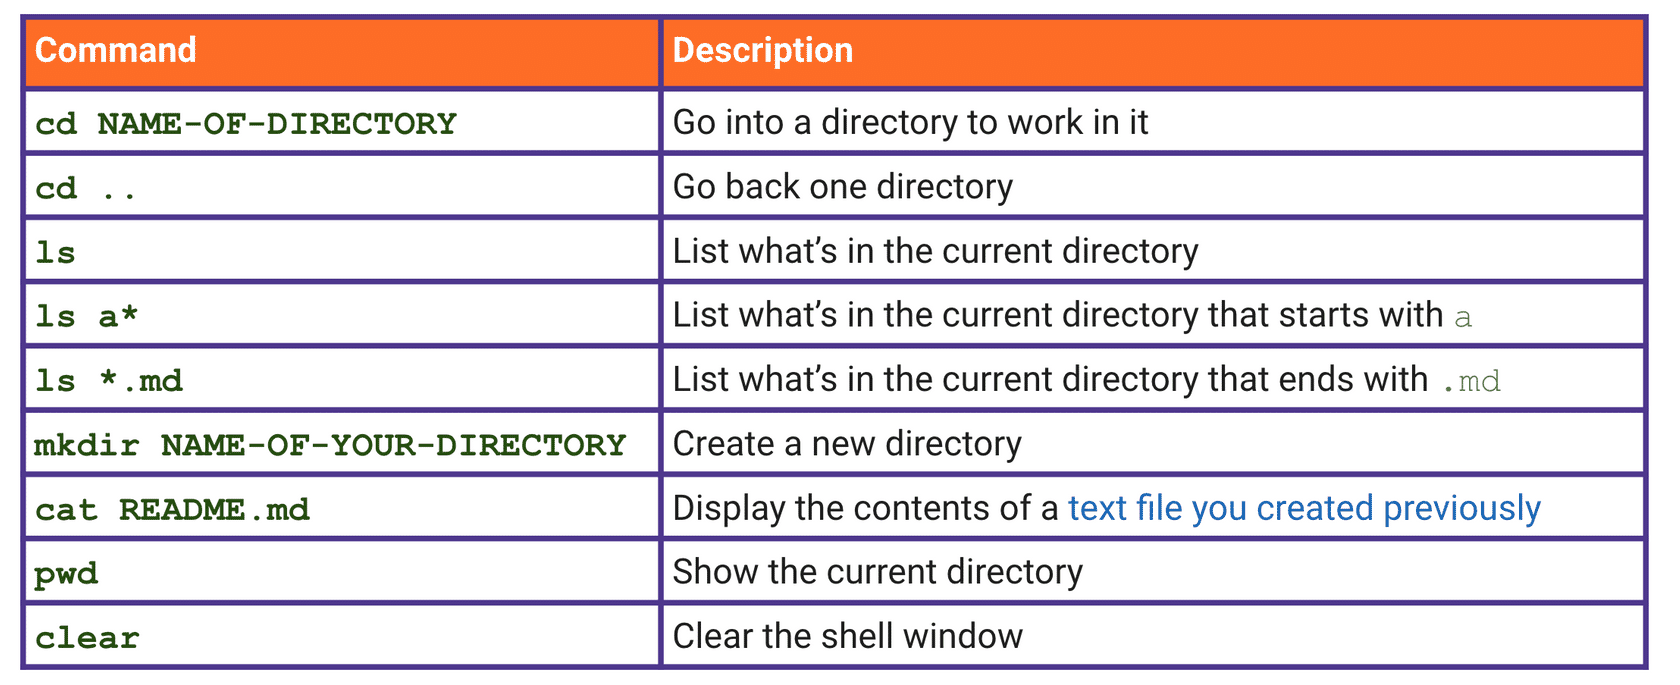 Command Description
cd NAME-OF-DIRECTORY Go into a directory to work in it
cd .. Go back one directory
ls List what’s in the current directory
ls a* List what’s in the current directory that starts with a
ls *.md List what’s in the current directory that ends with .md
mkdir NAME-OF-YOUR-DIRECTORY Create a new directory
cat README.md Display the contents of a text file you created previously
pwd Show the current directory
clear Clear the shell window